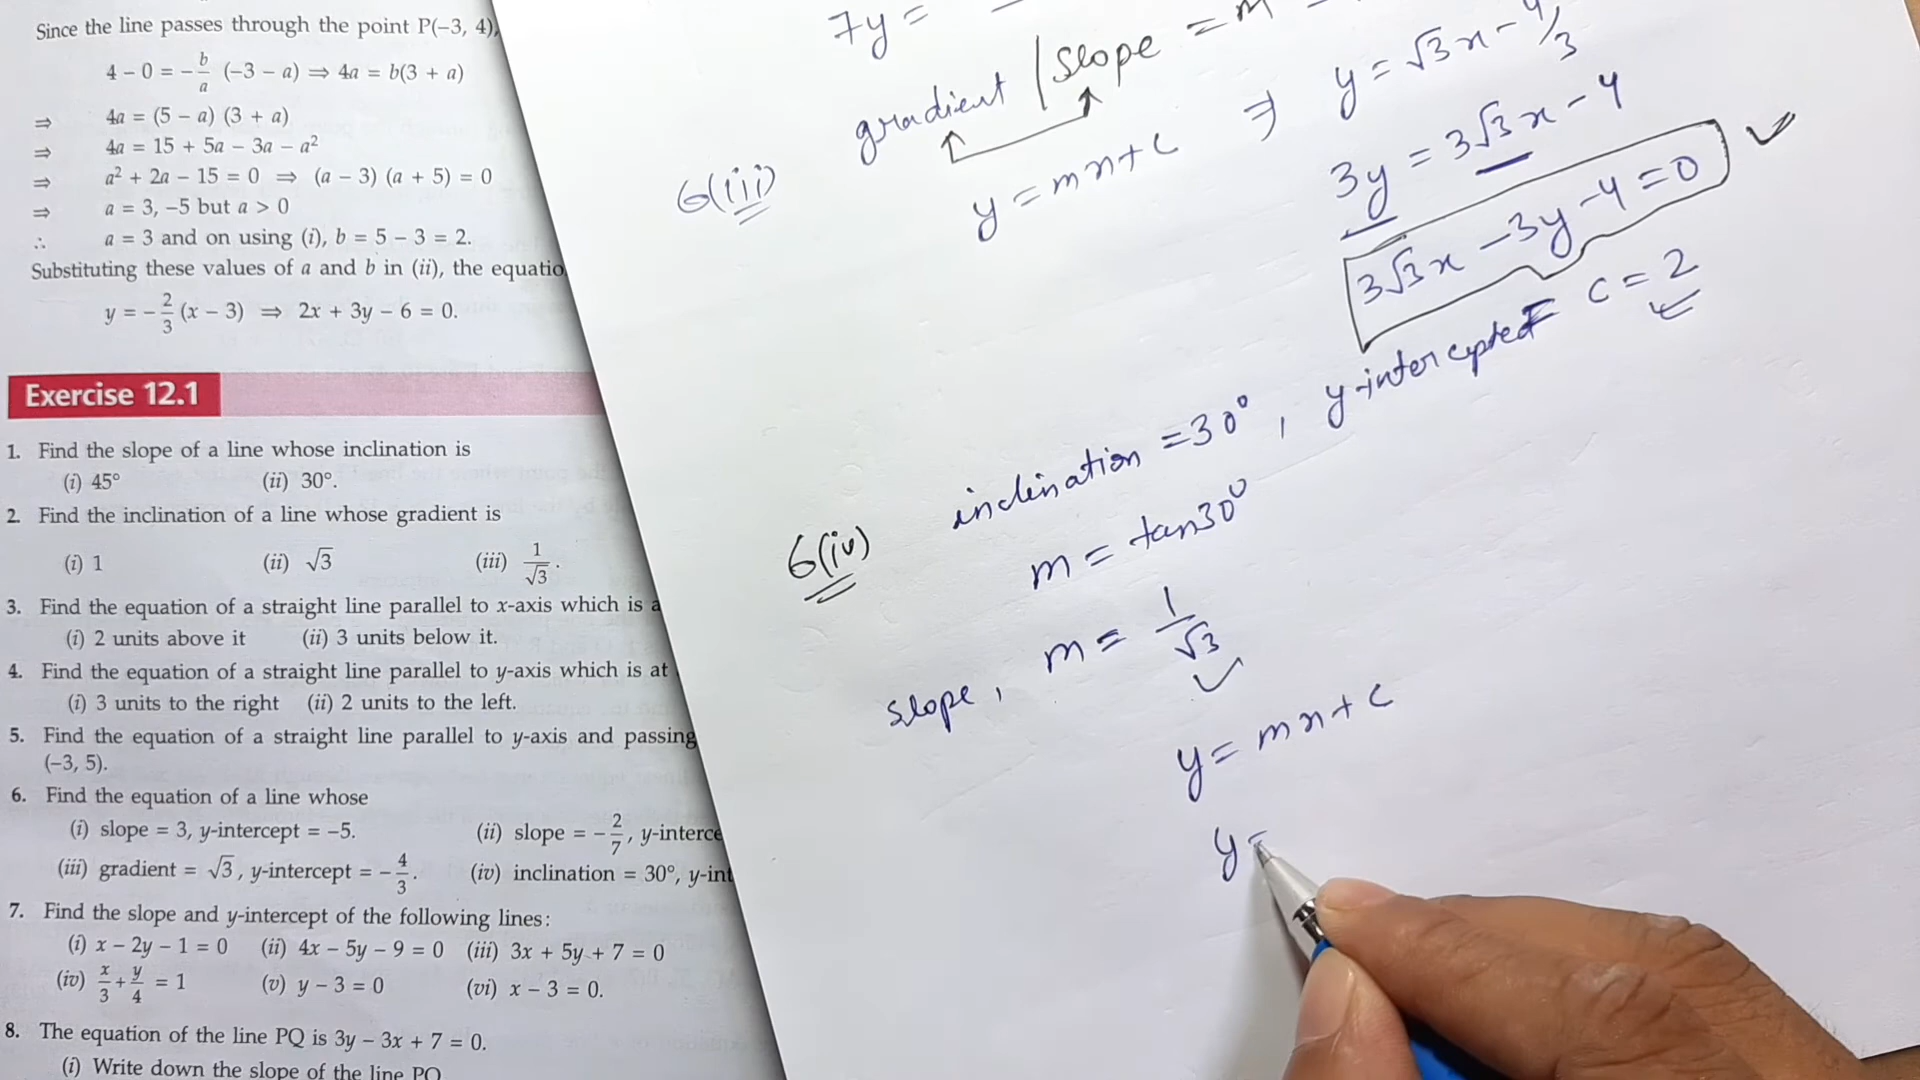 Since the line passes through the point P(−3, 4),
4 − 0 = −b/a (−3 − a) ⇒ 4a = b(3 + a)
⇒ 4a = (5 − a) (3 + a)
⇒ 4a = 15 + 5a − 3a − a²
⇒ a² + 2a − 15 = 0 ⇒ (a − 3) (a + 5) = 0
⇒ a = 3, −5 but a > 0
∴ a = 3 and on using (i), b = 5 − 3 = 2.
Substituting these values of a and b in (ii), the
y = −2/3 (x − 3) ⇒ 2x + 3y − 6 = 0.
Exercise 12.1
1. Find the slope of a line whose inclination is
(i) 45° (ii) 30°.
2. Find the inclination of a line whose gradient is
(i) 1 (ii) √3 (iii) 1/√3.
3. Find the equation of a straight line parallel to x-axis which is
(i) 2 units above it (ii) 3 units below it.
4. Find the equation of a straight line parallel to y-axis which is at
(i) 3 units to the right (ii) 2 units to the left.
5. Find the equation of a straight line parallel to y-axis and passing
(−3, 5).
6. Find the equation of a line whose
(i) slope = 3, y-intercept = −5. (ii) slope = −2/7,
(iii) gradient = √3, y-intercept = −4/3. (iv) inclination = 30°,
7. Find the slope and y-intercept of the following lines:
(i) x − 2y − 1 = 0 (ii) 4x − 5y − 9 = 0 (iii) 3x + 5y + 7 = 0
(iv) x/3 + y/4 = 1 (v) y − 3 = 0 (vi) x − 3 = 0.
8. The equation of the line PQ is 3y − 3x + 7 = 0.
(i) Write down the slope of the line PQ
7y =
6(iii) gradient / slope = m
y = mx + c ⇒ y = √3x − 4/3
3y = 3√3x − 4
3√3x − 3y − 4 = 0
6(iv) inclination = 30°, y-intercepted = c = 2
m = tan30°
slope, m = 1/√3
y = mx + c
y =